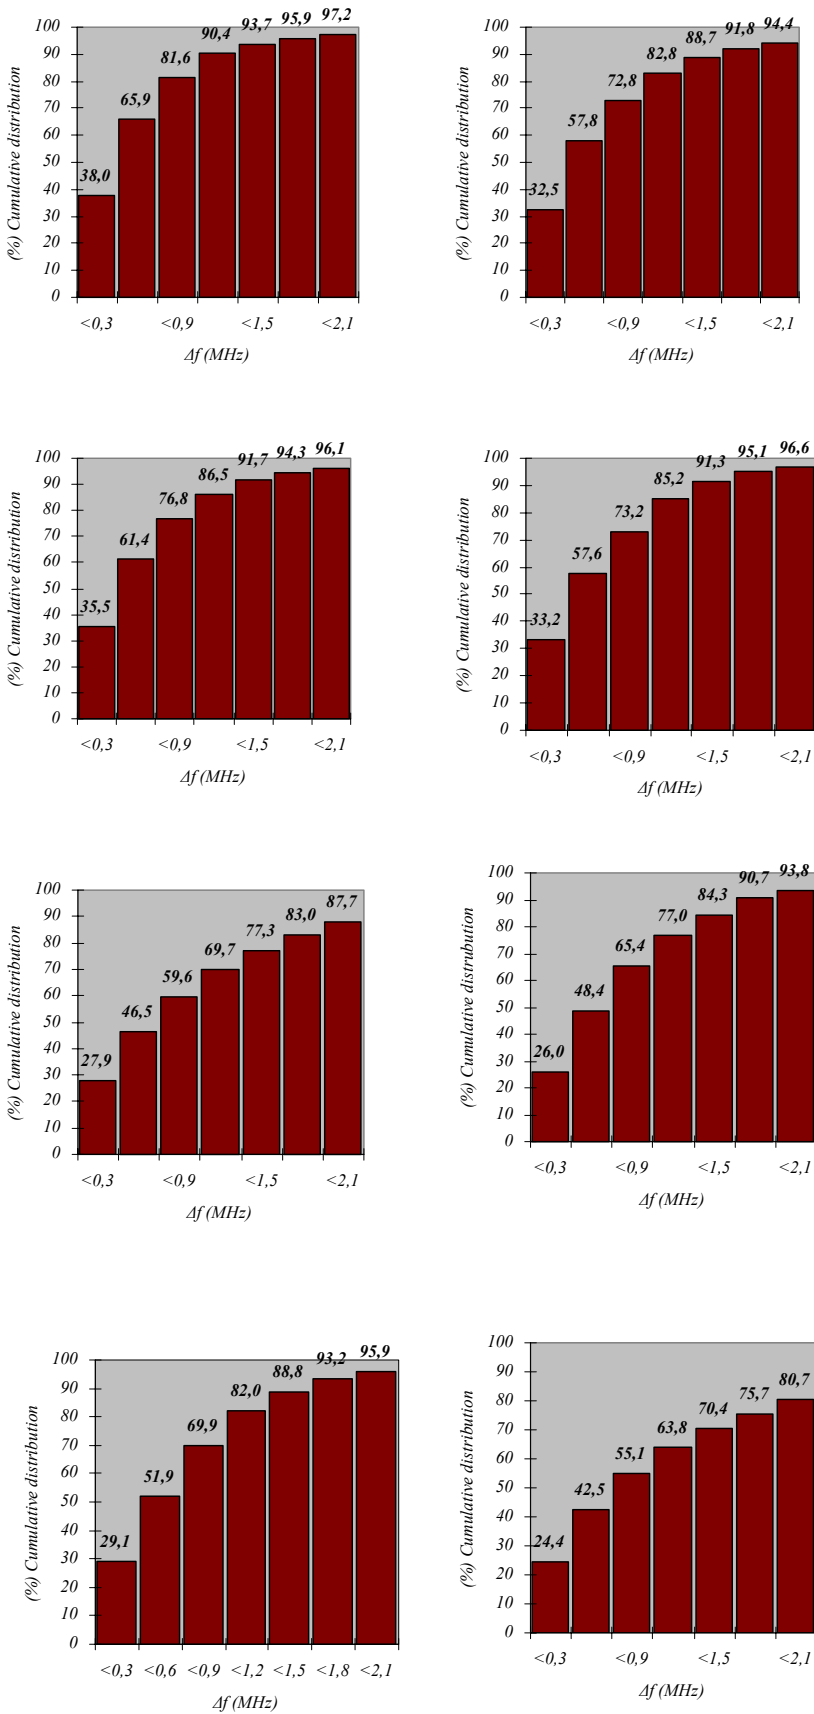 38,0 65,9 81,6 90,4 93,7 95,9 97,2
100
90
80
70
60
50
40
30
20
10
0
(%) Cumulative distribution
<0,3 <0,9 <1,5 <2,1
Δf (MHz)
32,5 57,8 72,8 82,8 88,7 91,8 94,4
100
90
80
70
60
50
40
30
20
10
0
(%) Cumulative distribution
<0,3 <0,9 <1,5 <2,1
Δf (MHz)
35,5 61,4 76,8 86,5 91,7 94,3 96,1
100
90
80
70
60
50
40
30
20
10
0
(%) Cumulative distribution
<0,3 <0,9 <1,5 <2,1
Δf (MHz)
33,2 57,6 73,2 85,2 91,3 95,1 96,6
100
90
80
70
60
50
40
30
20
10
0
(%) Cumulative distribution
<0,3 <0,9 <1,5 <2,1
Δf (MHz)
27,9 46,5 59,6 69,7 77,3 83,0 87,7
100
90
80
70
60
50
40
30
20
10
0
(%) Cumulative distribution
<0,3 <0,9 <1,5 <2,1
Δf (MHz)
26,0 48,4 65,4 77,0 84,3 90,7 93,8
100
90
80
70
60
50
40
30
20
10
0
(%) Cumulative distrubution
<0,3 <0,9 <1,5 <2,1
Δf (MHz)
29,1 51,9 69,9 82,0 88,8 93,2 95,9
100
90
80
70
60
50
40
30
20
10
0
(%) Cumulative distribution
<0,3 <0,6 <0,9 <1,2 <1,5 <1,8 <2,1
Δf (MHz)
24,4 42,5 55,1 63,8 70,4 75,7 80,7
100
90
80
70
60
50
40
30
20
10
0
(%) Cumulative distribution
<0,3 <0,9 <1,5 <2,1
Δf (MHz)